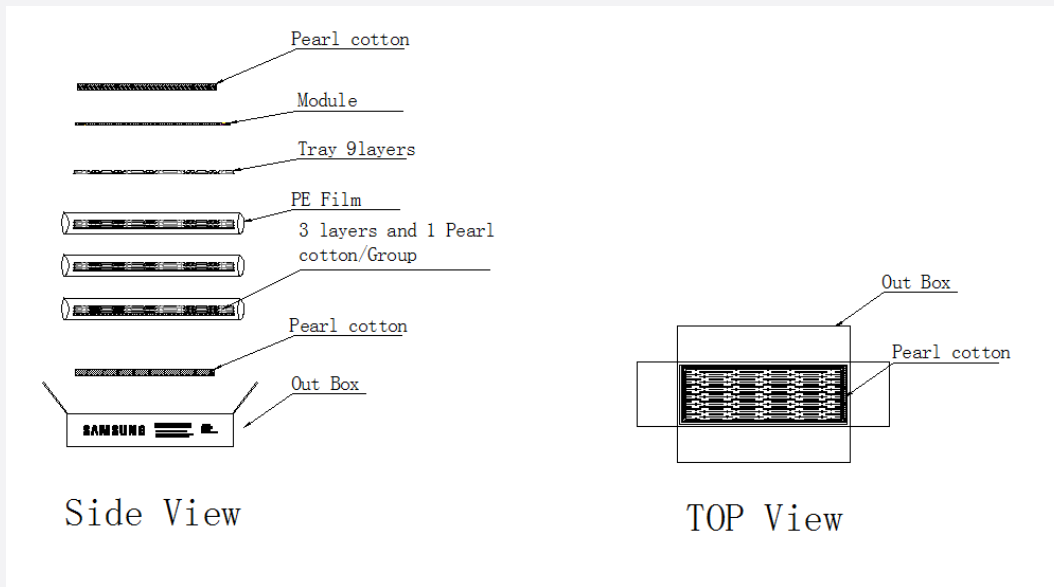 Pearl cotton
Module
Tray 9layers
PE Film
3 layers and 1 Pearl
cotton/Group
Pearl cotton
Out Box
SAMSUNG
Side View
Out Box
Pearl cotton
TOP View